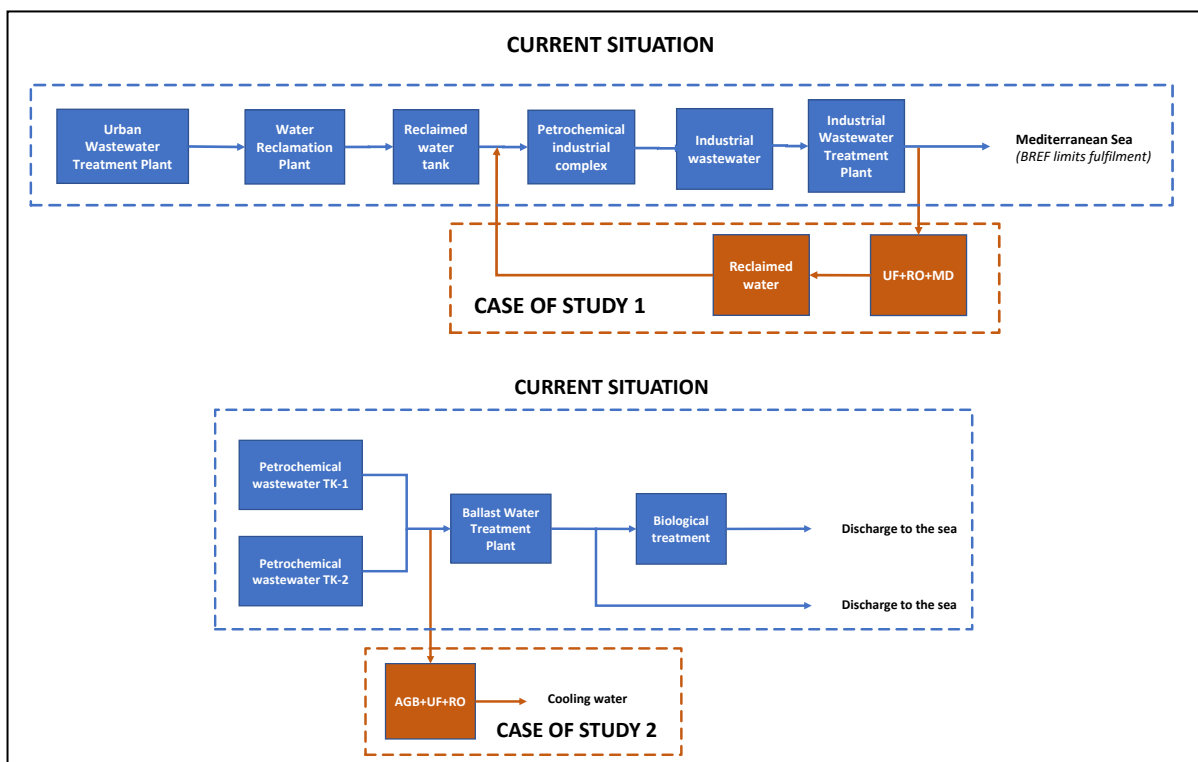 CURRENT SITUATION
Urban
Wastewater
Treatment Plant
Water
Reclamation
Plant
Reclaimed
water
tank
Petrochemical
industrial
complex
Industrial
wastewater
Industrial
Wastewater
Treatment
Plant
Mediterranean Sea
(BREF limits fulfilment)
Reclaimed
water
UF+RO+MD
CASE OF STUDY 1
CURRENT SITUATION
Petrochemical
wastewater TK-1
Petrochemical
wastewater TK-2
Ballast Water
Treatment
Plant
Biological
treatment
Discharge to the sea
Discharge to the sea
AGB+UF+RO
Cooling water
CASE OF STUDY 2